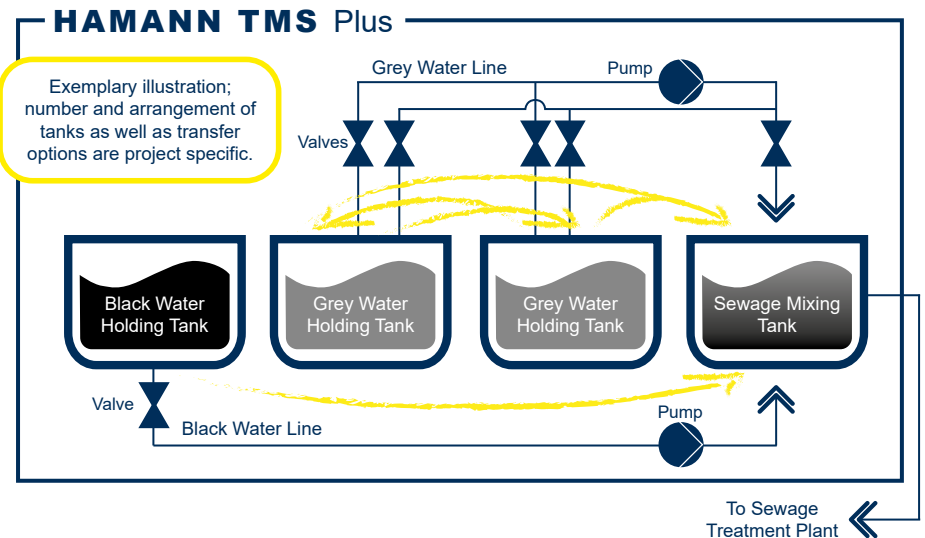 HAMANN TMS Plus
Exemplary illustration;
number and arrangement of
tanks as well as transfer
options are project specific.
Grey Water Line
Pump
Valves
Black Water
Holding Tank
Grey Water
Holding Tank
Grey Water
Holding Tank
Sewage Mixing
Tank
Valve
Black Water Line
Pump
To Sewage
Treatment Plant